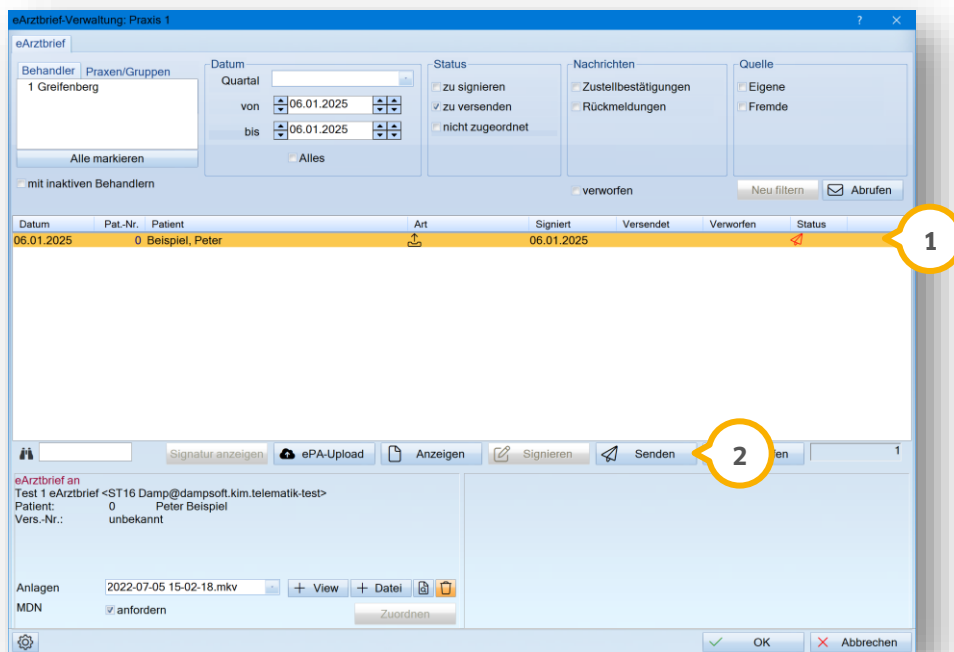 eArztbrief-Verwaltung: Praxis 1 ? ×
eArztbrief
Behandler Praxen/Gruppen
1 Greifenberg
Alle markieren
mit inaktiven Behandlern
Datum
Quartal
von 06.01.2025
bis 06.01.2025
Alles
Status
zu signieren
zu versenden
nicht zugeordnet
Nachrichten
Zustellbestätigungen
Rückmeldungen
verworfen
Quelle
Eigene
Fremde
Neu filtern Abrufen
Datum Pat.-Nr. Patient Art Signiert Versendet Verworfen Status
06.01.2025 0 Beispiel, Peter 06.01.2025
1
Signatur anzeigen ePA-Upload Anzeigen Signieren Senden 1
2
eArztbrief an
Test 1 eArztbrief <ST16 Damp@dampsoft.kim.telematik-test>
Patient: 0 Peter Beispiel
Vers.-Nr.: unbekannt
Anlagen 2022-07-05 15-02-18.mkv + View + Datei
MDN anfordern Zuordnen
OK Abbrechen